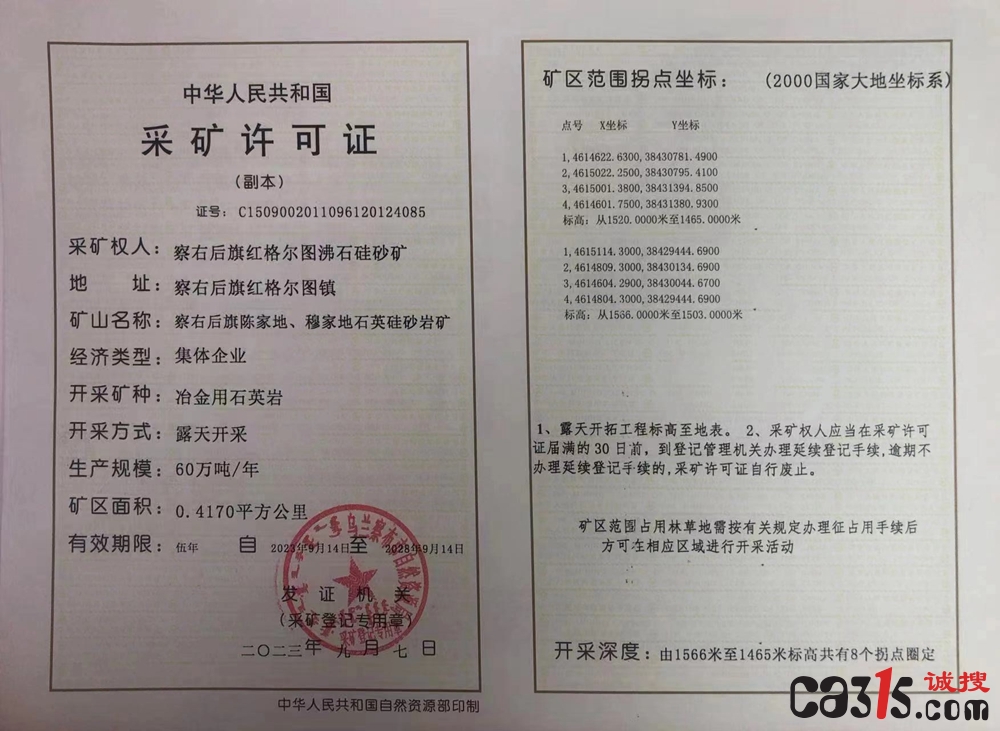 中华人民共和国
采矿许可证
(副本)
证号: C1509002011096120124085
采矿权人: 察右后旗红格尔图沸石硅砂矿
地 址: 察右后旗红格尔图镇
矿山名称: 察右后旗陈家地、穆家地石英硅砂岩矿
经济类型: 集体企业
开采矿种: 冶金用石英岩
开采方式: 露天开采
生产规模: 60万吨/年
矿区面积: 0.4170平方公里
有效期限: 伍年 自 2023年9月14日至 2028年9月14日
乌兰察布市自然资源局
发证机关
(采矿登记专用章)
采矿登记专用章
二〇二三年 九月七日
中华人民共和国自然资源部印制
矿区范围拐点坐标: (2000国家大地坐标系)
点号 X坐标 Y坐标
1,4614622.6300,38430781.4900
2,4615022.2500,38430795.4100
3,4615001.3800,38431394.8500
4,4614601.7500,38431380.9300
标高: 从1520.0000米至1465.0000米
1,4615114.3000,38429444.6900
2,4614809.3000,38430134.6900
3,4614604.2900,38430044.6700
4,4614804.3000,38429444.6900
标高: 从1566.0000米至1503.0000米
1、露天开拓工程标高至地表。 2、采矿权人应当在采矿许可
证届满的30日前, 到登记管理机关办理延续登记手续,逾期不
办理延续登记手续的,采矿许可证自行废止。
矿区范围占用林草地需按有关规定办理征占用手续后
方可在相应区域进行开采活动
开采深度: 由1566米至1465米标高共有8个拐点圈定
ca315.com
诚搜